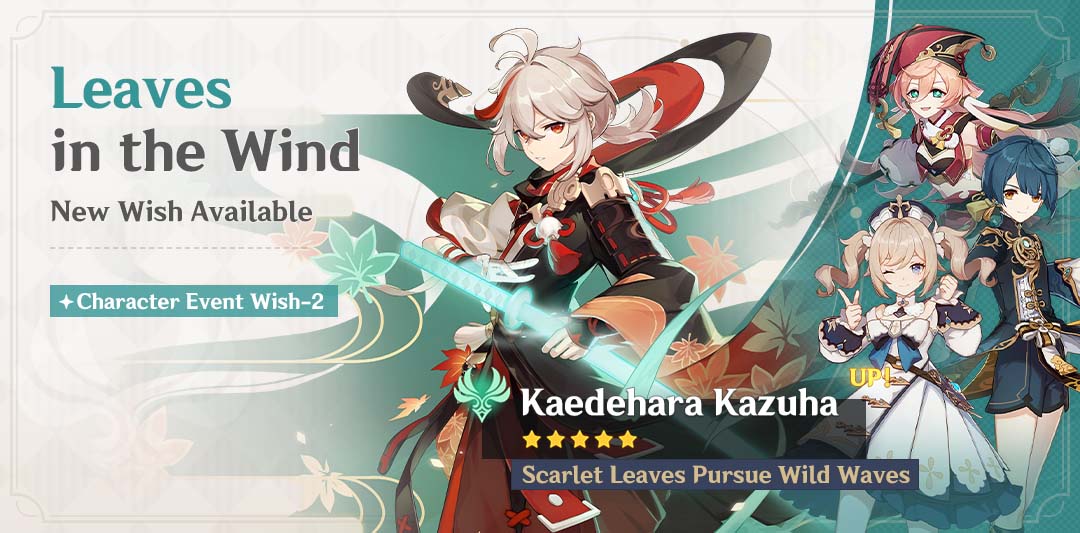 Leaves
in the Wind
New Wish Available
Character Event Wish-2
UP!
Kaedehara Kazuha
Scarlet Leaves Pursue Wild Waves